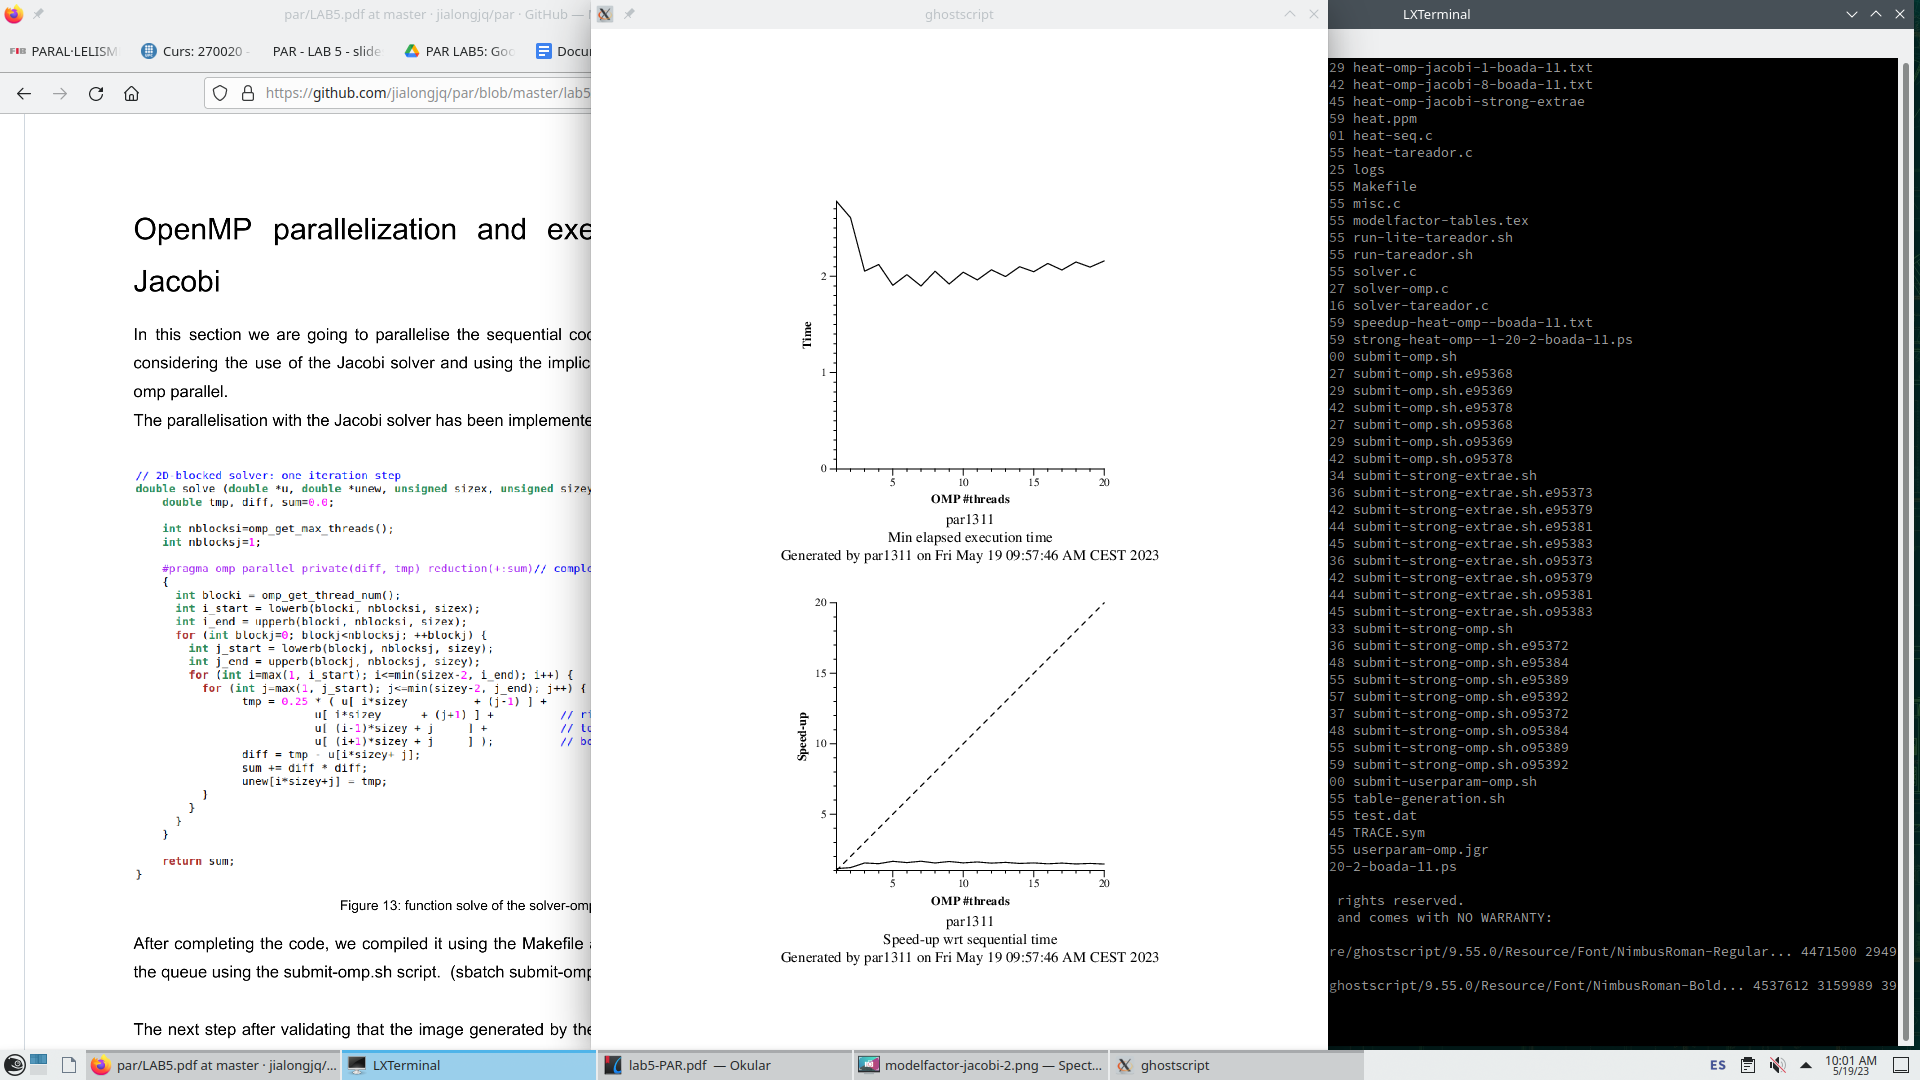 par/LAB5.pdf at master · jialongjq/par · GitHub —
ghostscript
LXTerminal
FIB PARAL·LELISM
Curs: 270020 -
PAR - LAB 5 - slide
PAR LAB5: Goo
Docu
https://github.com/jialongjq/par/blob/master/lab5
OpenMP parallelization and exe
Jacobi
In this section we are going to parallelise the sequential co
considering the use of the Jacobi solver and using the implic
omp parallel.
The parallelisation with the Jacobi solver has been implemente
// 2D-blocked solver: one iteration step
double solve (double *u, double *unew, unsigned sizex, unsigned sizey
double tmp, diff, sum=0.0;
int nblocksi=omp_get_max_threads();
int nblocksj=1;
#pragma omp parallel private(diff, tmp) reduction(+:sum)// compl
{
int blocki = omp_get_thread_num();
int i_start = lowerb(blocki, nblocksi, sizex);
int i_end = upperb(blocki, nblocksi, sizex);
for (int blockj=0; blockj<nblocksj; ++blockj) {
int j_start = lowerb(blockj, nblocksj, sizey);
int j_end = upperb(blockj, nblocksj, sizey);
for (int i=max(1, i_start); i<=min(sizex-2, i_end); i++) {
for (int j=max(1, j_start); j<=min(sizey-2, j_end); j++) {
tmp = 0.25 * ( u[ i*sizey + (j-1) ] +
u[ i*sizey + (j+1) ] + // ri
u[ (i-1)*sizey + j ] + // to
u[ (i+1)*sizey + j ] ); // bo
diff = tmp - u[i*sizey+ j];
sum += diff * diff;
unew[i*sizey+j] = tmp;
}
}
}
}
return sum;
}
Figure 13: function solve of the solver-omp
After completing the code, we compiled it using the Makefile
the queue using the submit-omp.sh script. (sbatch submit-omp
The next step after validating that the image generated by the
2
1
0
Time
5 10 15 20
OMP #threads
par1311
Min elapsed execution time
Generated by par1311 on Fri May 19 09:57:46 AM CEST 2023
20
15
10
5
Speed-up
5 10 15 20
OMP #threads
par1311
Speed-up wrt sequential time
Generated by par1311 on Fri May 19 09:57:46 AM CEST 2023
29 heat-omp-jacobi-1-boada-11.txt
42 heat-omp-jacobi-8-boada-11.txt
45 heat-omp-jacobi-strong-extrae
59 heat.ppm
01 heat-seq.c
55 heat-tareador.c
25 logs
55 Makefile
55 misc.c
55 modelfactor-tables.tex
55 run-lite-tareador.sh
55 run-tareador.sh
55 solver.c
27 solver-omp.c
16 solver-tareador.c
59 speedup-heat-omp--boada-11.txt
59 strong-heat-omp--1-20-2-boada-11.ps
00 submit-omp.sh
27 submit-omp.sh.e95368
29 submit-omp.sh.e95369
42 submit-omp.sh.e95378
27 submit-omp.sh.o95368
29 submit-omp.sh.o95369
42 submit-omp.sh.o95378
34 submit-strong-extrae.sh
36 submit-strong-extrae.sh.e95373
42 submit-strong-extrae.sh.e95379
44 submit-strong-extrae.sh.e95381
45 submit-strong-extrae.sh.e95383
36 submit-strong-extrae.sh.o95373
42 submit-strong-extrae.sh.o95379
44 submit-strong-extrae.sh.o95381
45 submit-strong-extrae.sh.o95383
33 submit-strong-omp.sh
36 submit-strong-omp.sh.e95372
48 submit-strong-omp.sh.e95384
55 submit-strong-omp.sh.e95389
57 submit-strong-omp.sh.e95392
37 submit-strong-omp.sh.o95372
48 submit-strong-omp.sh.o95384
55 submit-strong-omp.sh.o95389
59 submit-strong-omp.sh.o95392
00 submit-userparam-omp.sh
55 table-generation.sh
55 test.dat
45 TRACE.sym
55 userparam-omp.jgr
20-2-boada-11.ps
rights reserved.
and comes with NO WARRANTY:
re/ghostscript/9.55.0/Resource/Font/NimbusRoman-Regular... 4471500 2949
ghostscript/9.55.0/Resource/Font/NimbusRoman-Bold... 4537612 3159989 39
par/LAB5.pdf at master · jialongjq/...
LXTerminal
lab5-PAR.pdf — Okular
modelfactor-jacobi-2.png — Spect...
ghostscript
ES
10:01 AM
5/19/23